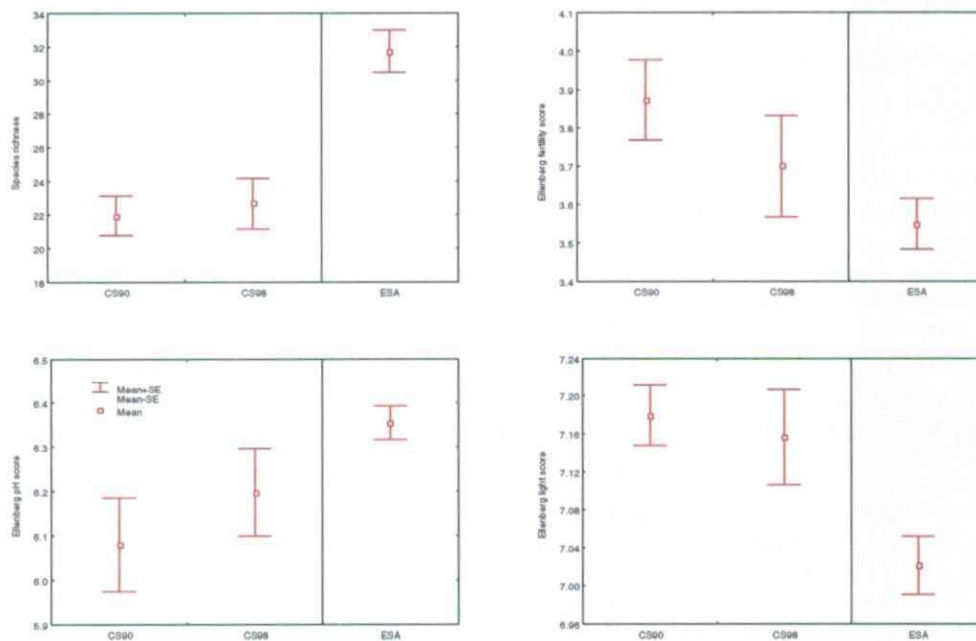 Species richness
34
32
30
28
26
24
22
20
18
CS90 CS98 ESA
Ellenberg fertility score
4.1
4.0
3.9
3.8
3.7
3.6
3.5
3.4
CS90 CS98 ESA
Ellenberg pH score
6.5
6.4
6.3
6.2
6.1
6.0
5.9
Mean+SE
Mean-SE
Mean
CS90 CS98 ESA
Ellenberg light score
7.24
7.20
7.16
7.12
7.08
7.04
7.00
6.96
CS90 CS98 ESA